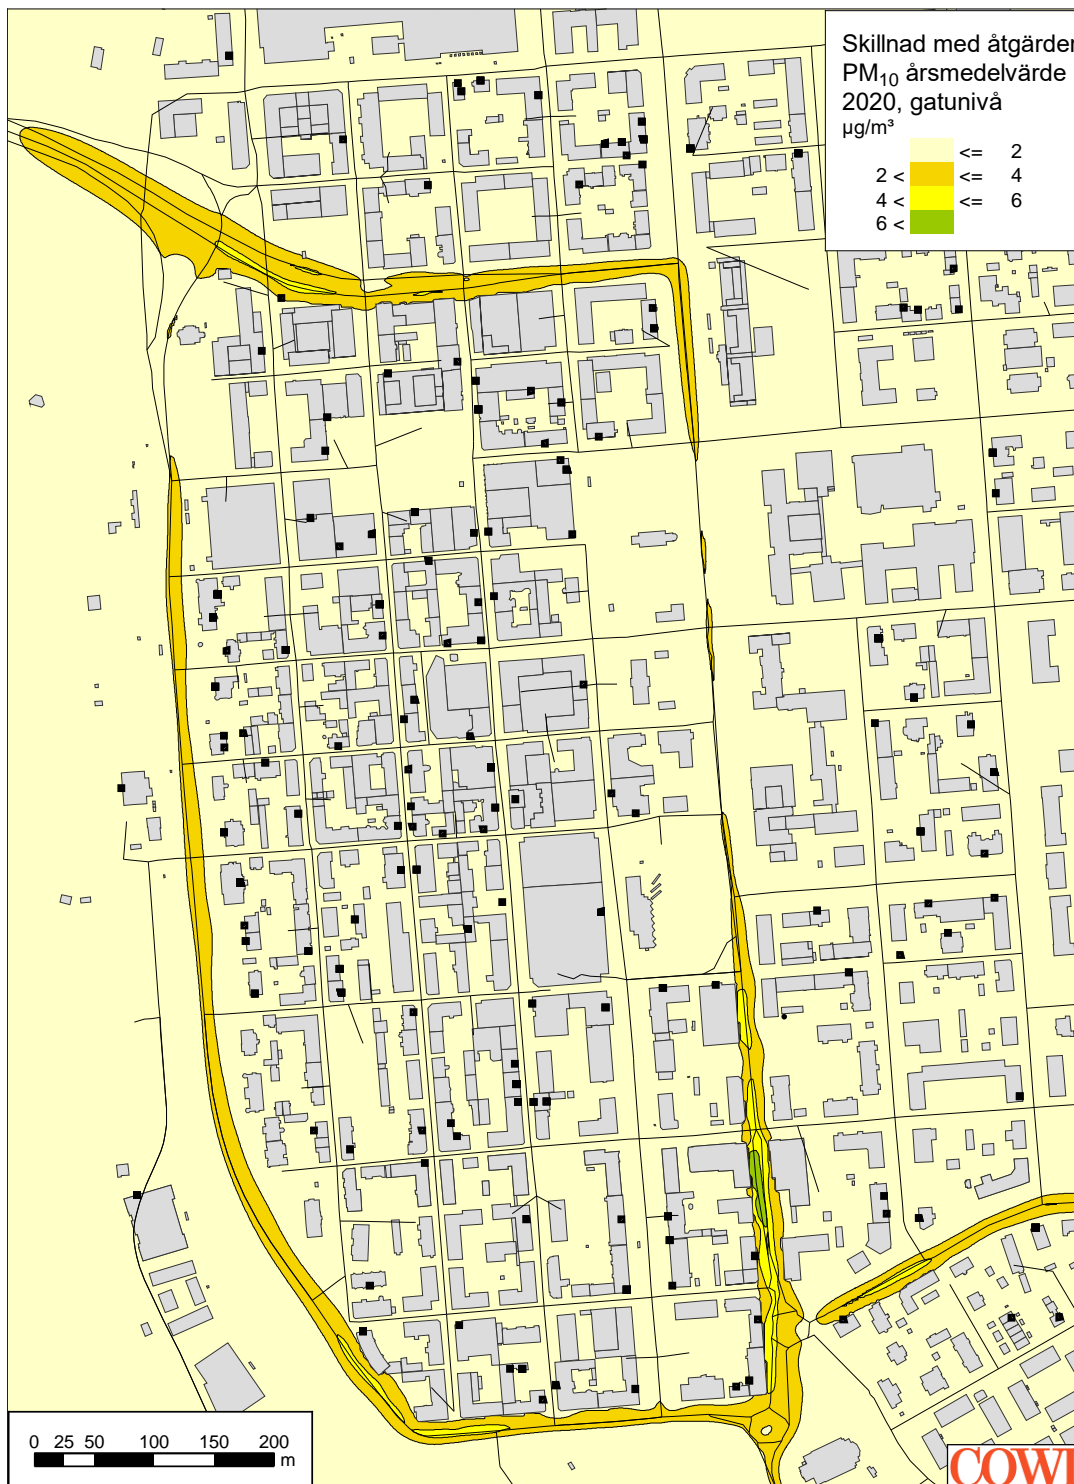 Skillnad med åtgärder
PM₁₀ årsmedelvärde
2020, gatunivå
µg/m³
<= 2
2 < <= 4
4 < <= 6
6 <
0 25 50 100 150 200
m
COWI